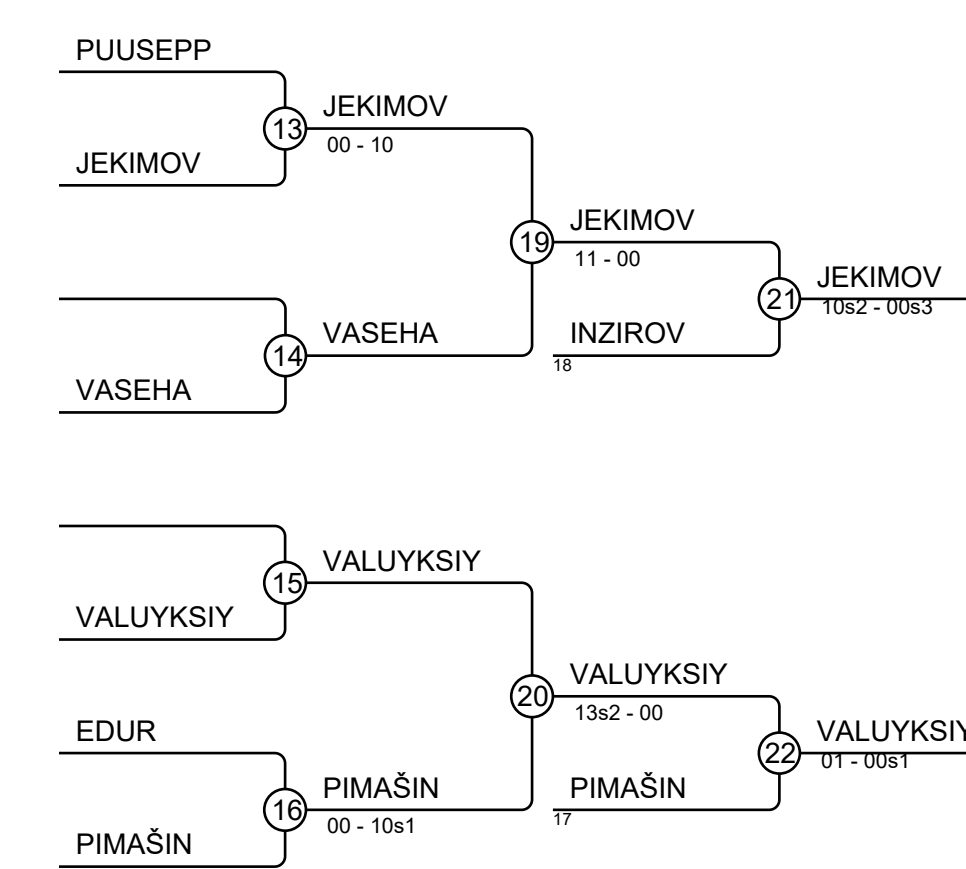 PUUSEPP
13
JEKIMOV
00 - 10
JEKIMOV
19
JEKIMOV
11 - 00
21
JEKIMOV
10s2 - 00s3
14
VASEHA
INZIROV
18
VASEHA
15
VALUYKSIY
VALUYKSIY
20
VALUYKSIY
13s2 - 00
EDUR
22
VALUYKSIY
01 - 00s1
16
PIMAŠIN
00 - 10s1
PIMAŠIN
17
PIMAŠIN